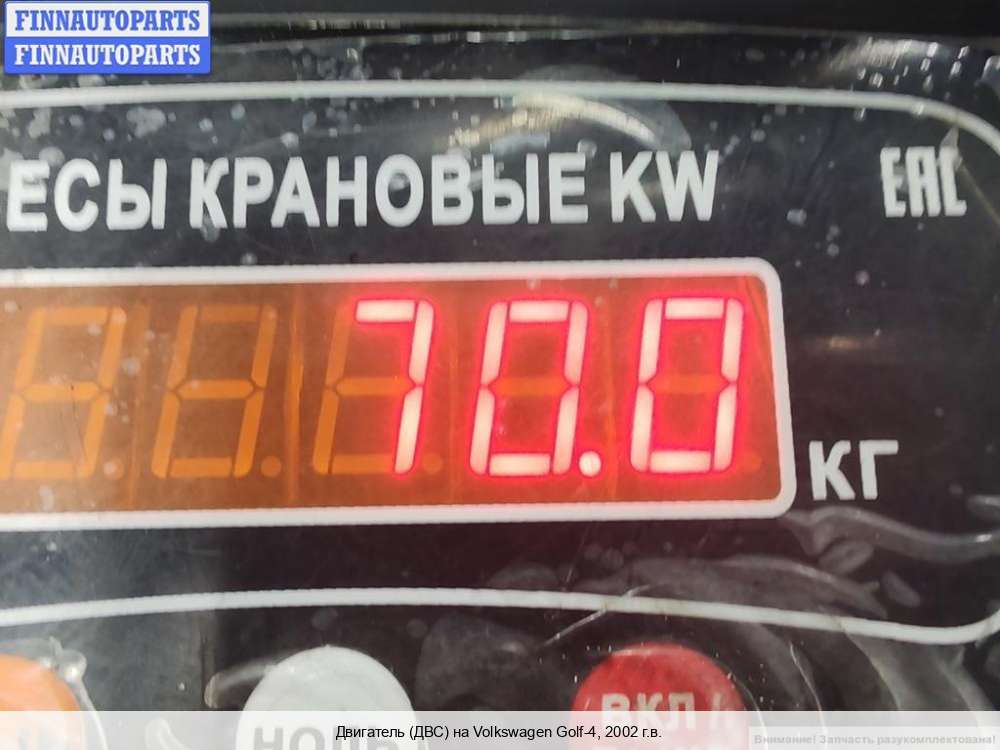 FINNAUTOPARTS
FINNAUTOPARTS
ЕСЫ КРАНОВЫЕ KW
EAC
70.0
КГ
НОЛЬ
ВКЛ
Двигатель (ДВС) на Volkswagen Golf-4, 2002 г.в.
Внимание! Запчасть разукомплектована!